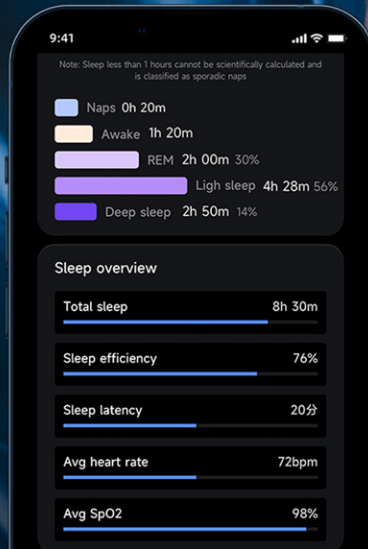 9:41
Note: Sleep less than 1 hours cannot be scientifically calculated and
is classified as sporadic naps
Naps 0h 20m
Awake 1h 20m
REM 2h 00m 30%
Ligh sleep 4h 28m 56%
Deep sleep 2h 50m 14%
Sleep overview
Total sleep 8h 30m
Sleep efficiency 76%
Sleep latency 20分
Avg heart rate 72bpm
Avg SpO2 98%